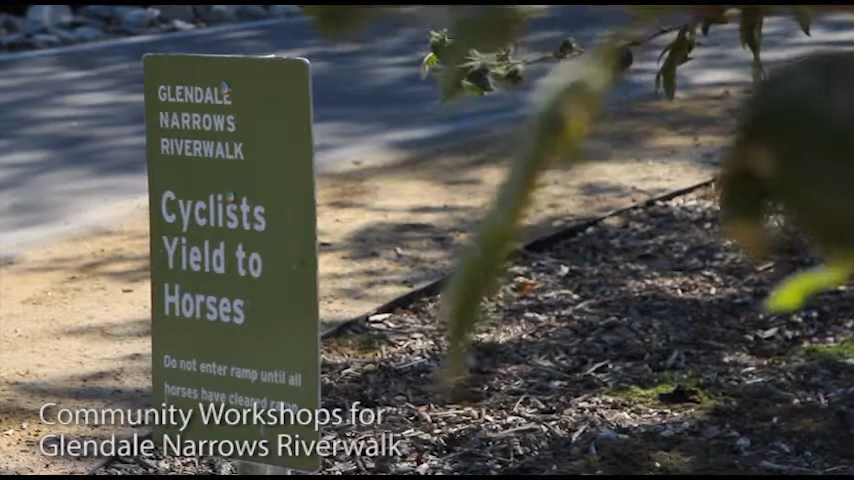 GLENDALE
NARROWS
RIVERWALK
Cyclists
Yield to
Horses
Do not enter ramp until all
horses have cleared ramp
Community Workshops for
Glendale Narrows Riverwalk